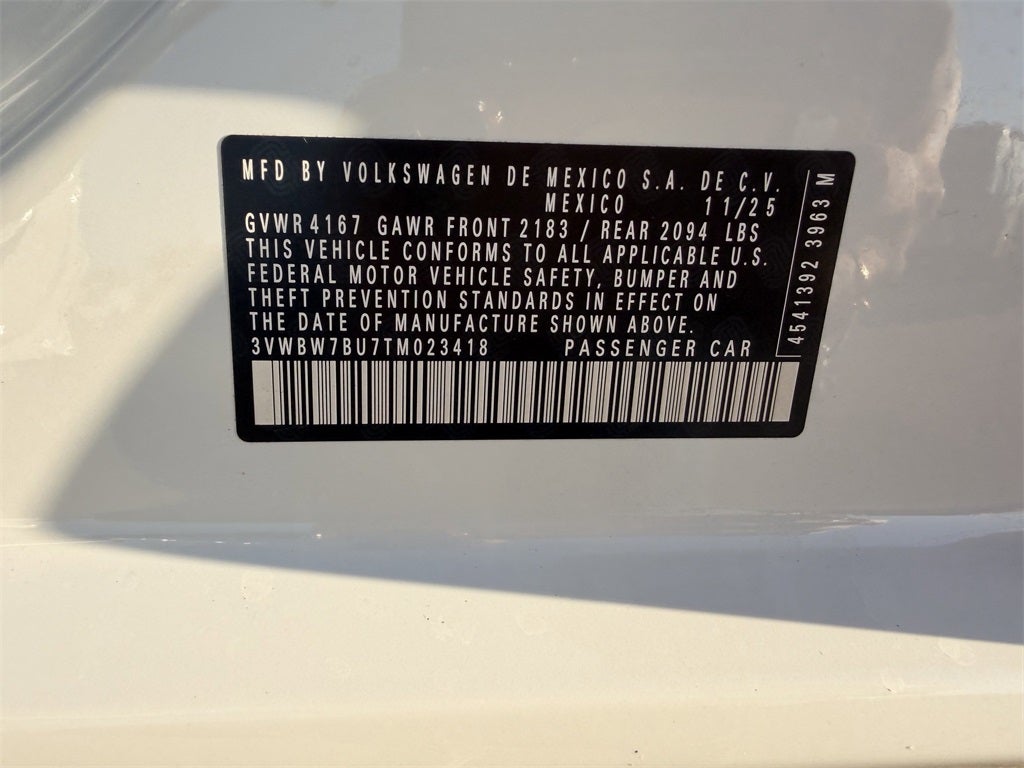 MFD BY VOLKSWAGEN DE MEXICO S.A. DE C.V.
MEXICO 11/25
GVWR 4167 GAWR FRONT 2183 / REAR 2094 LBS
THIS VEHICLE CONFORMS TO ALL APPLICABLE U.S.
FEDERAL MOTOR VEHICLE SAFETY, BUMPER AND
THEFT PREVENTION STANDARDS IN EFFECT ON
THE DATE OF MANUFACTURE SHOWN ABOVE.
3VWBW7BU7TM023418 PASSENGER CAR
4541392 3963 M